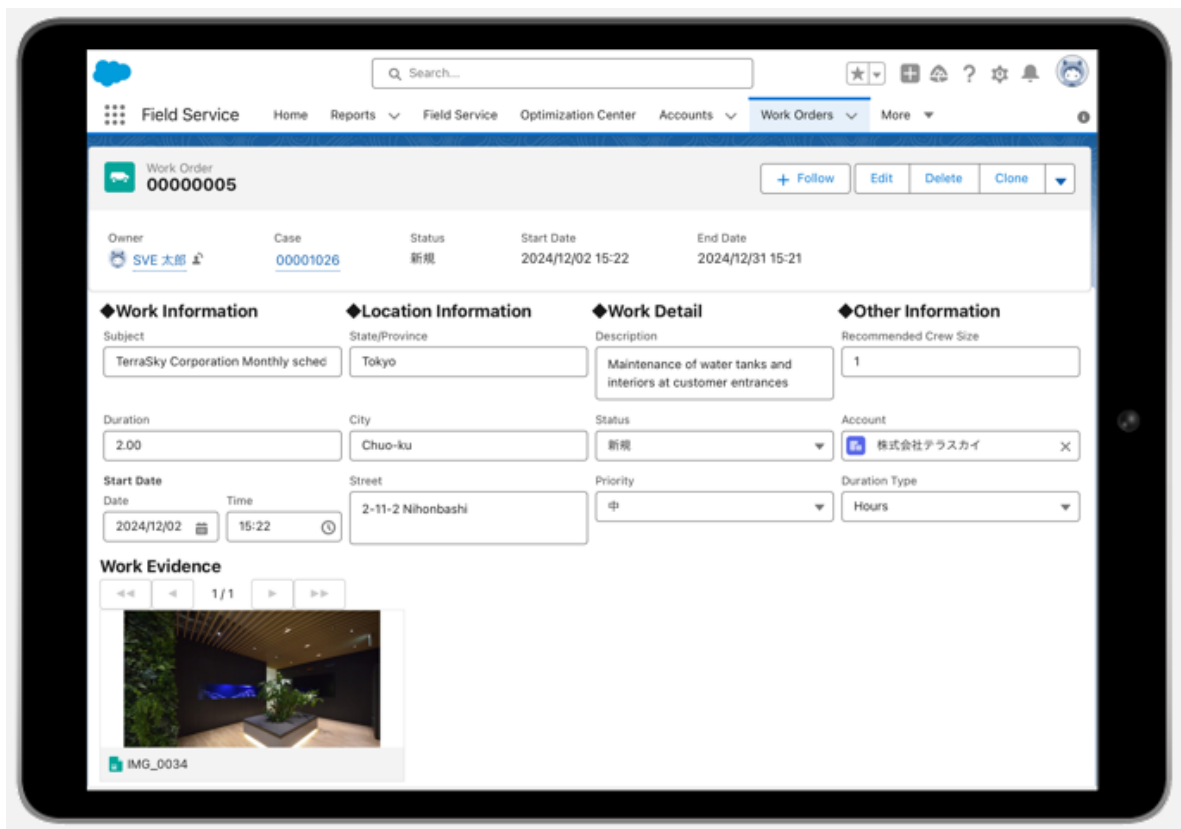 Search...
Field Service
Home
Reports
Field Service
Optimization Center
Accounts
Work Orders
More
Work Order
00000005
Follow
Edit
Delete
Clone
Owner
Case
Status
Start Date
End Date
SVE 太郎
00001026
新規
2024/12/02 15:22
2024/12/31 15:21
◆Work Information
Subject
TerraSky Corporation Monthly sched
Duration
2.00
Start Date
Date
Time
2024/12/02
15:22
◆Location Information
State/Province
Tokyo
City
Chuo-ku
Street
2-11-2 Nihonbashi
◆Work Detail
Description
Maintenance of water tanks and
interiors at customer entrances
Status
新規
Priority
中
◆Other Information
Recommended Crew Size
1
Account
株式会社テラスカイ
Duration Type
Hours
Work Evidence
1/1
IMG_0034